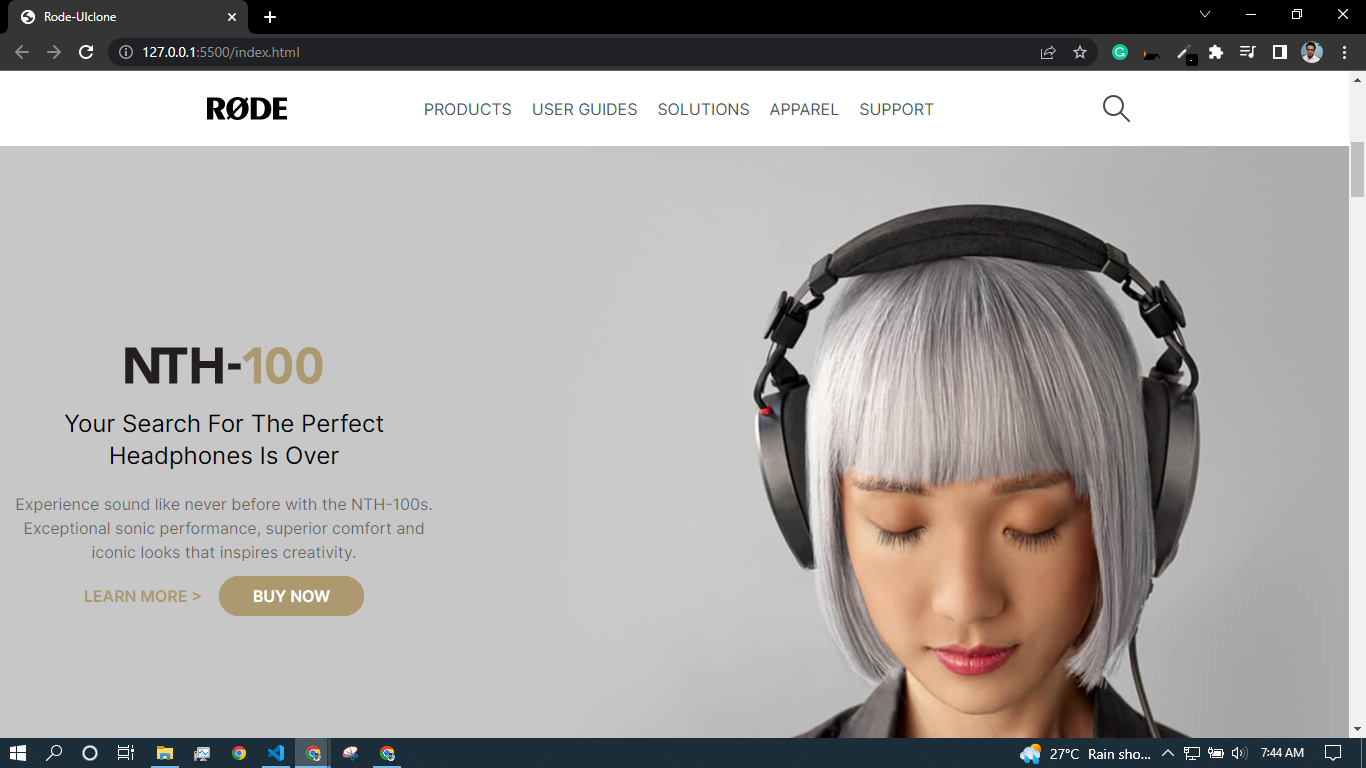 Rode-UIclone
127.0.0.1:5500/index.html
RØDE
PRODUCTS USER GUIDES SOLUTIONS APPAREL SUPPORT
NTH-100
Your Search For The Perfect
Headphones Is Over
Experience sound like never before with the NTH-100s.
Exceptional sonic performance, superior comfort and
iconic looks that inspires creativity.
LEARN MORE > BUY NOW
27°C Rain sho... 7:44 AM